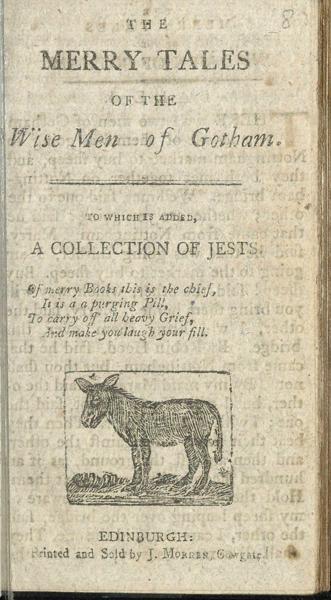 8
THE
MERRY TALES
OF THE
Wise Men of Gotham.
TO WHICH IS ADDED,
A COLLECTION OF JESTS.
Of merry Books this is the chief,
It is a a purging Pill,
To carry off all heavy Grief,
And make you laugh your fill.
EDINBURGH:
Printed and Sold by J. MORREN, Cowgate.